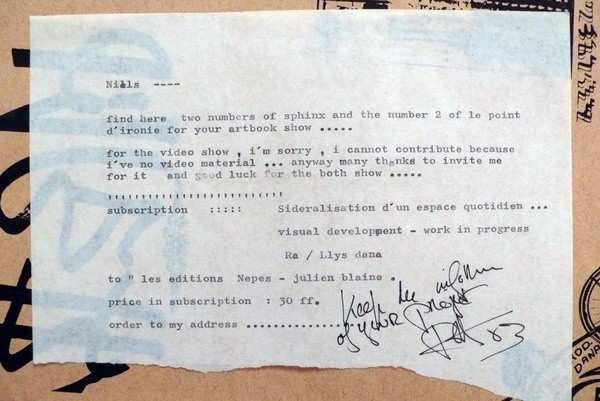 Niels ----
find here two numbers of sphinx and the number 2 of le point
d'ironie for your artbook show .....
for the video show , i'm sorry , i cannot contribute because
i've no video material ... anyway many thanks to invite me
for it and good luck for the both show .....
'''''''''''''''''''''''''''
subscription ::::: Sideralisation d'un espace quotidien ...
visual development - work in progress
Ra / Llys dana
to " les editions Nepes - julien blaine .
price in subscription : 30 ff.
order to my address ..............
Keep me inform
of your project
83
OD.
DANA